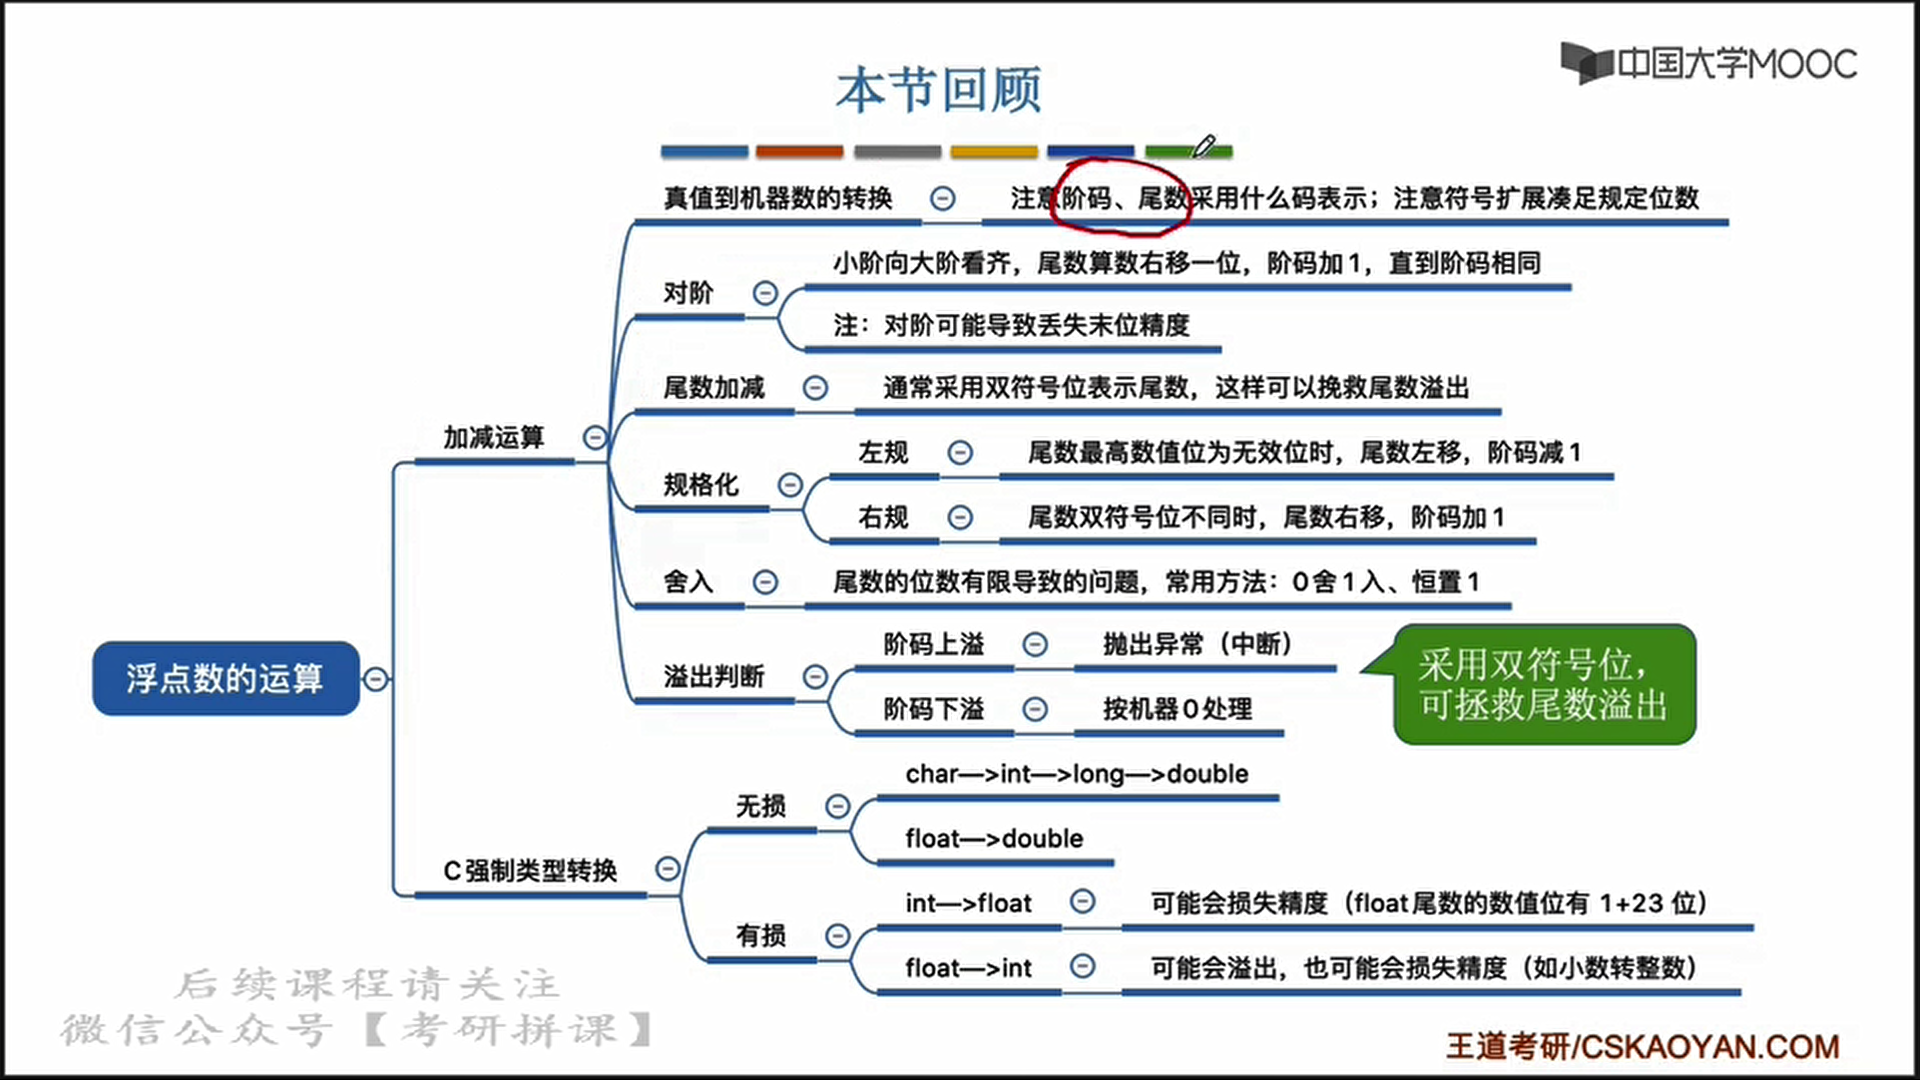 中国大学MOOC
本节回顾
真值到机器数的转换
注意阶码、尾数采用什么码表示；注意符号扩展凑足规定位数
对阶
小阶向大阶看齐，尾数算数右移一位，阶码加1，直到阶码相同
注：对阶可能导致丢失末位精度
尾数加减
通常采用双符号位表示尾数，这样可以挽救尾数溢出
加减运算
规格化
左规
尾数最高数值位为无效位时，尾数左移，阶码减1
右规
尾数双符号位不同时，尾数右移，阶码加1
舍入
尾数的位数有限导致的问题，常用方法：0舍1入、恒置1
溢出判断
阶码上溢
抛出异常（中断）
阶码下溢
按机器0处理
采用双符号位，
可拯救尾数溢出
浮点数的运算
C强制类型转换
无损
char—>int—>long—>double
float—>double
有损
int—>float
可能会损失精度（float尾数的数值位有 1+23 位）
float—>int
可能会溢出，也可能会损失精度（如小数转整数）
后续课程请关注
微信公众号【考研拼课】
王道考研/CSKAOYAN.COM